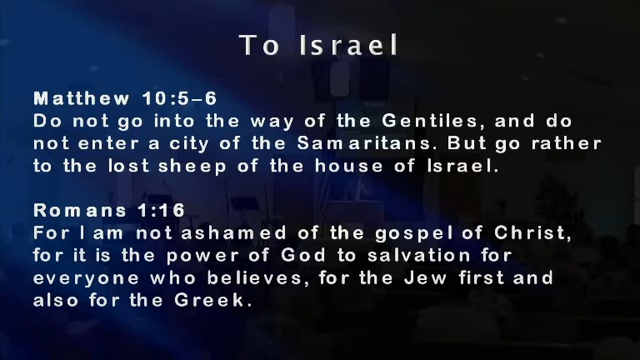 To Israel
Matthew 10:5–6
Do not go into the way of the Gentiles, and do
not enter a city of the Samaritans. But go rather
to the lost sheep of the house of Israel.
Romans 1:16
For I am not ashamed of the gospel of Christ,
for it is the power of God to salvation for
everyone who believes, for the Jew first and
also for the Greek.